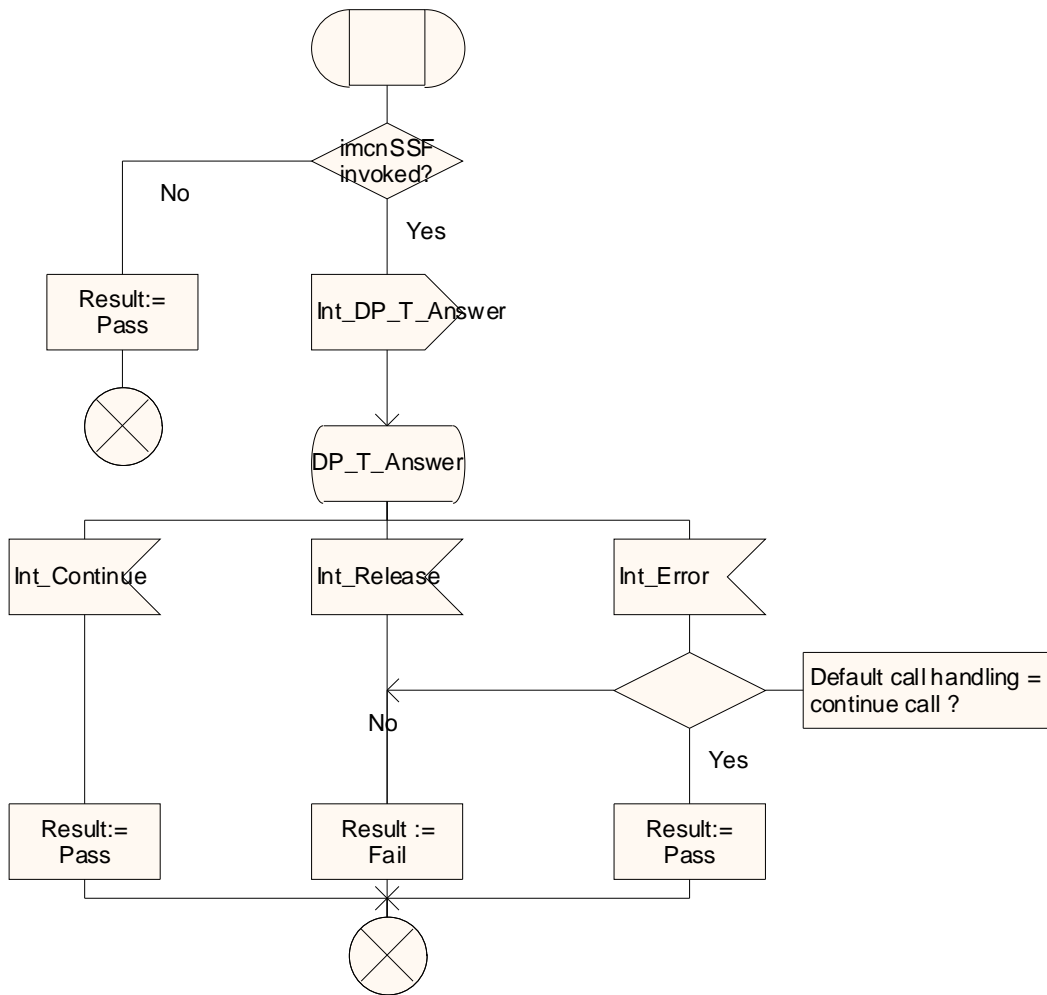 imcnSSF
invoked?
No
Yes
Result:=
Pass
Int_DP_T_Answer
DP_T_Answer
Int_Continue
Int_Release
Int_Error
Default call handling =
continue call ?
No
Yes
Result:=
Pass
Result :=
Fail
Result:=
Pass